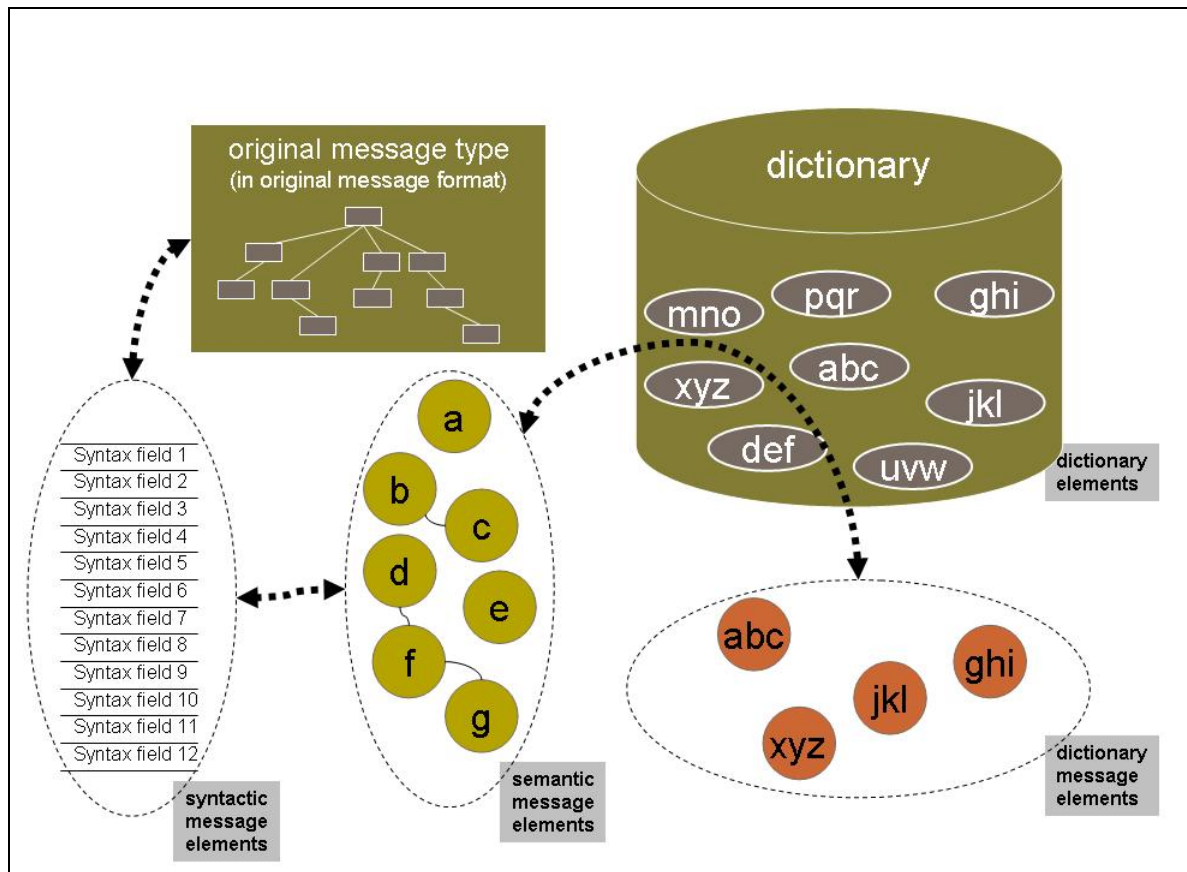 original message type
(in original message format)
dictionary
mno
pqr
ghi
xyz
abc
jkl
def
uvw
dictionary
elements
Syntax field 1
Syntax field 2
Syntax field 3
Syntax field 4
Syntax field 5
Syntax field 6
Syntax field 7
Syntax field 8
Syntax field 9
Syntax field 10
Syntax field 11
Syntax field 12
syntactic
message
elements
a
b
c
d
e
f
g
semantic
message
elements
abc
ghi
jkl
xyz
dictionary
message
elements